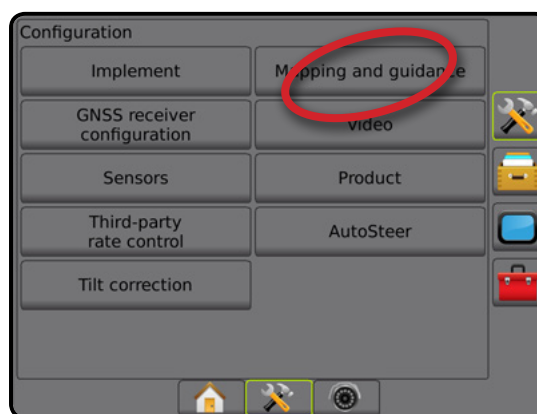 Configuration
Implement
Mapping and guidance
GNSS receiver
configuration
Video
Sensors
Product
Third-party
rate control
AutoSteer
Tilt correction